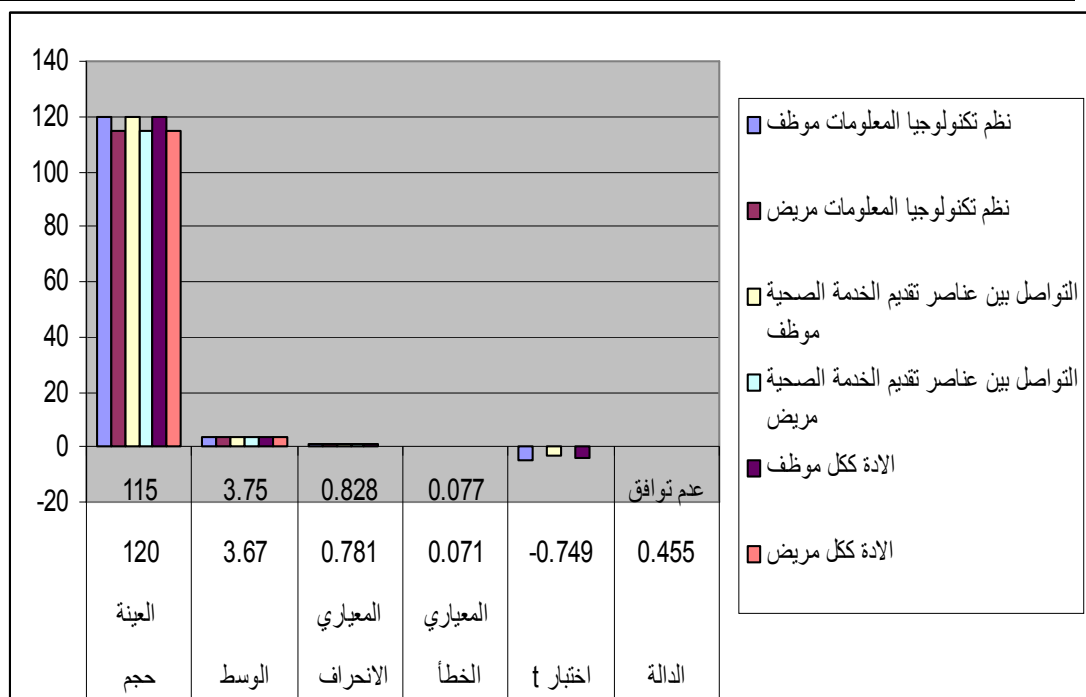 140
120
100
80
60
40
20
0
-20
115 3.75 0.828 0.077 عدم توافق
120 3.67 0.781 0.071 -0.749 0.455
العينة المعياري المعياري
حجم الوسط الانحراف الخطأ اختبار t الدالة
نظم تكنولوجيا المعلومات موظف
نظم تكنولوجيا المعلومات مريض
التواصل بين عناصر تقديم الخدمة الصحية
موظف
التواصل بين عناصر تقديم الخدمة الصحية
مريض
الادة ككل موظف
الادة ككل مريض